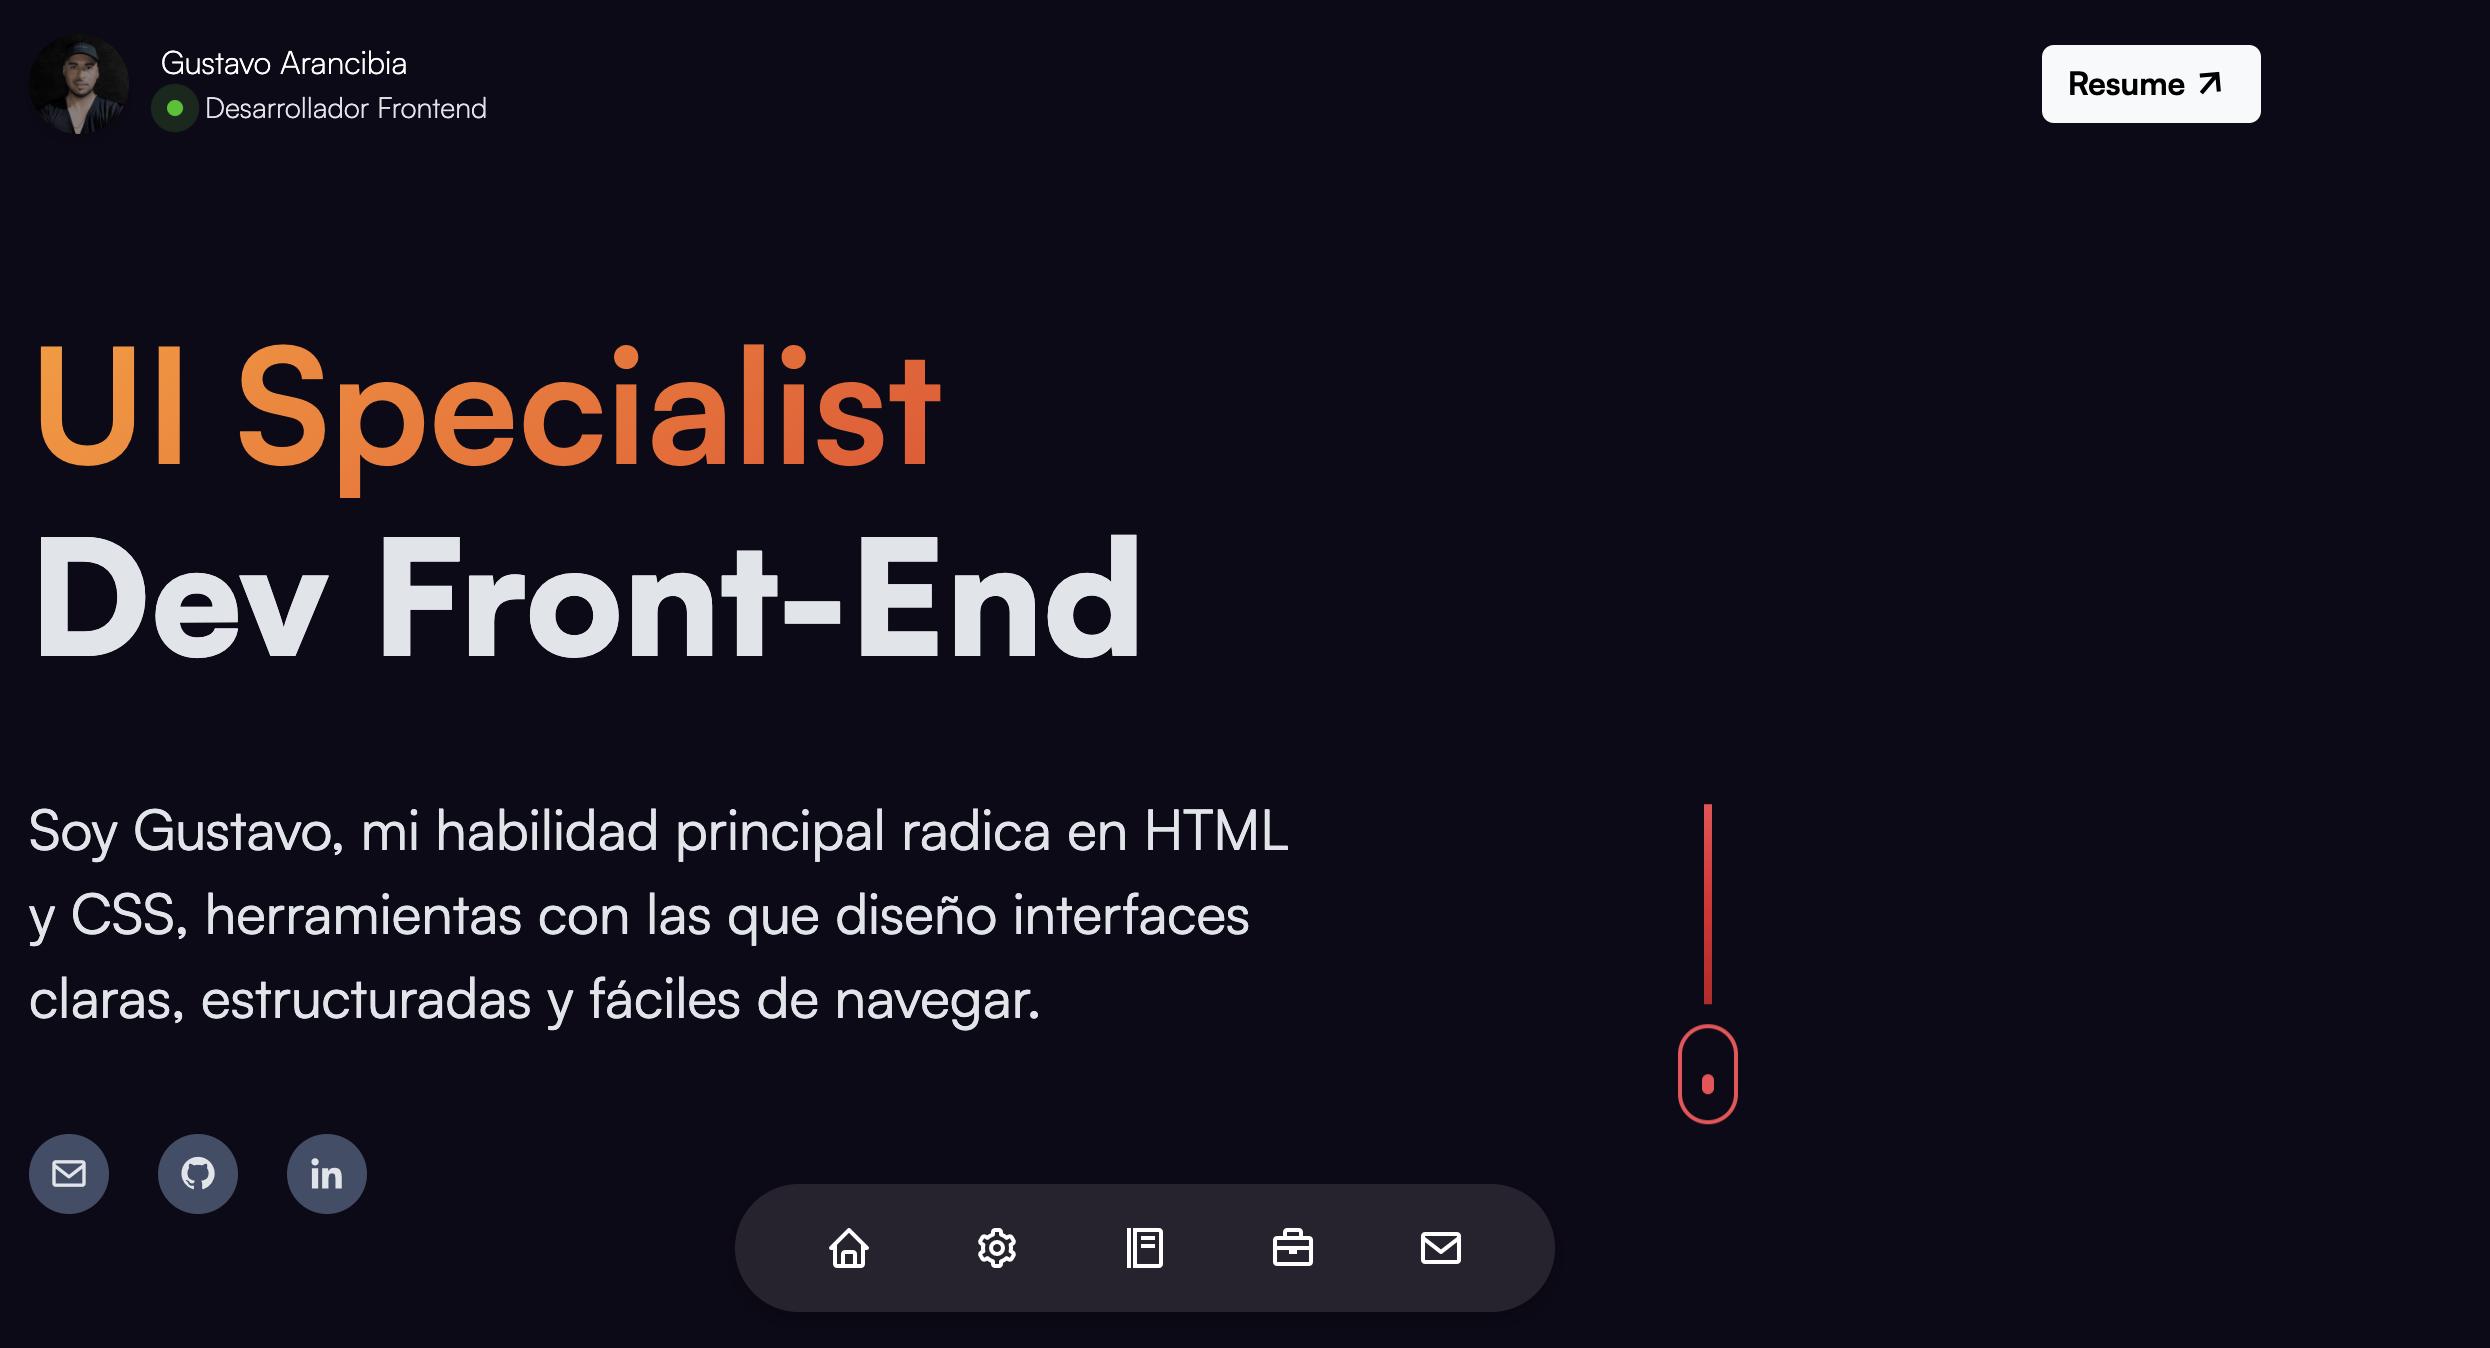 Gustavo Arancibia
Desarrollador Frontend
Resume
UI Specialist
Dev Front-End
Soy Gustavo, mi habilidad principal radica en HTML
y CSS, herramientas con las que diseño interfaces
claras, estructuradas y fáciles de navegar.
in